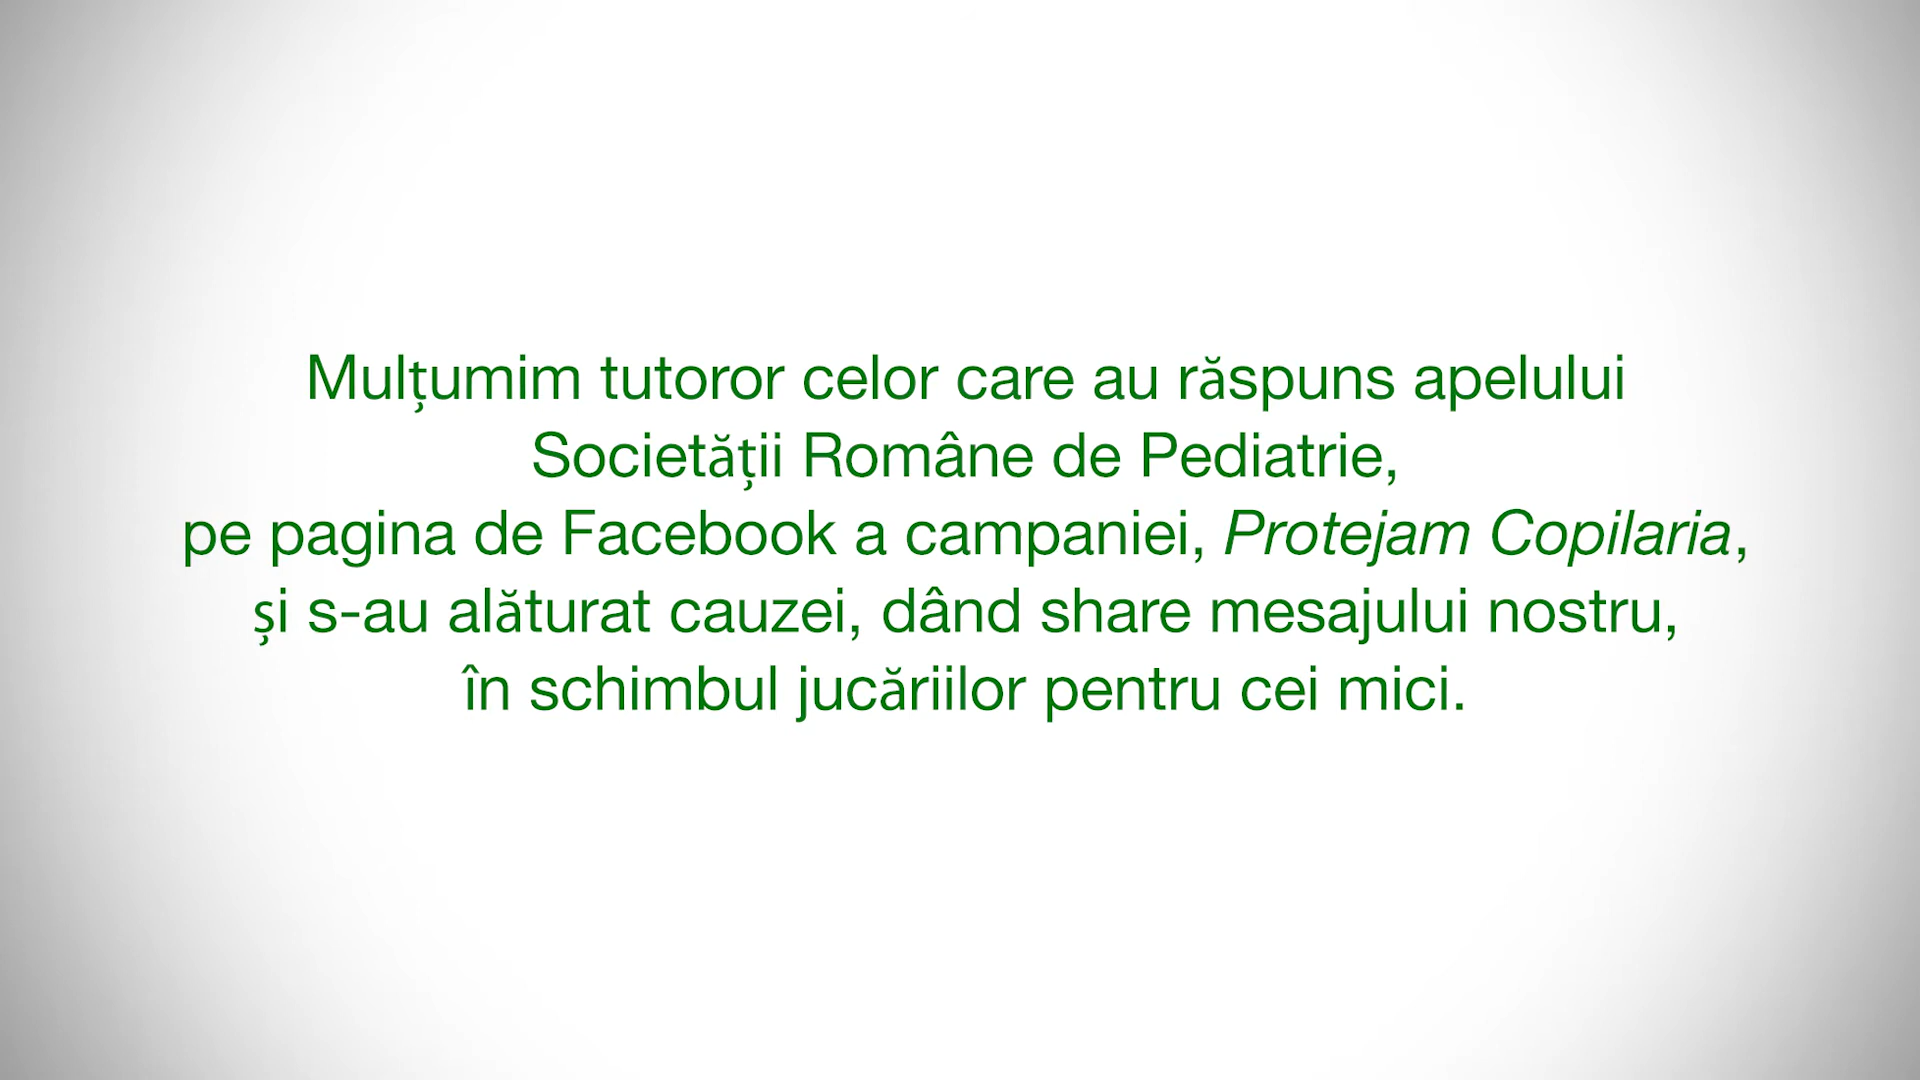 Mulțumim tutoror celor care au răspuns apelului
Societății Române de Pediatrie,
pe pagina de Facebook a campaniei, Protejam Copilaria,
și s-au alăturat cauzei, dând share mesajului nostru,
în schimbul jucăriilor pentru cei mici.